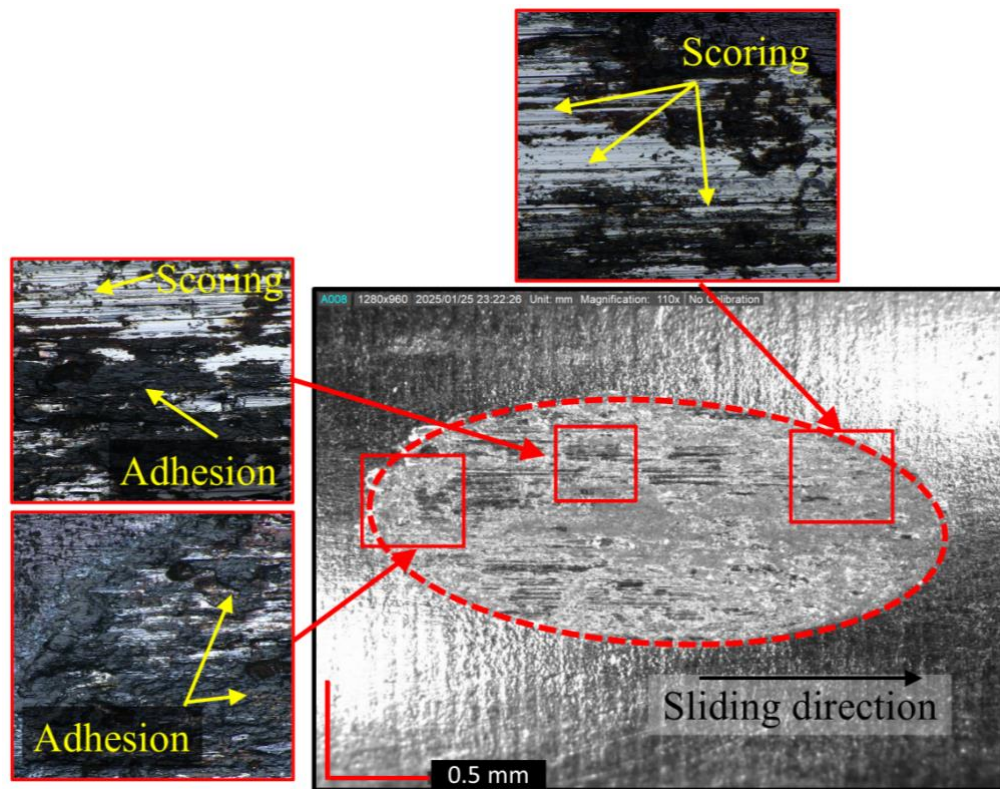 Scoring
Scoring
Adhesion
A008 1280x960 2025/01/25 23:22:26 Unit: mm Magnification: 110x No Calibration
Adhesion
Sliding direction
0.5 mm